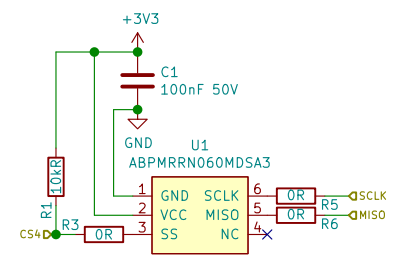 +3V3
C1
100nF 50V
GND
U1
ABPMRRN060MDSA3
10kR
R1
1 GND SCLK 6 0R SCLK
R5
2 VCC MISO 5 0R MISO
R6
CS4 R3 0R 3 SS NC 4